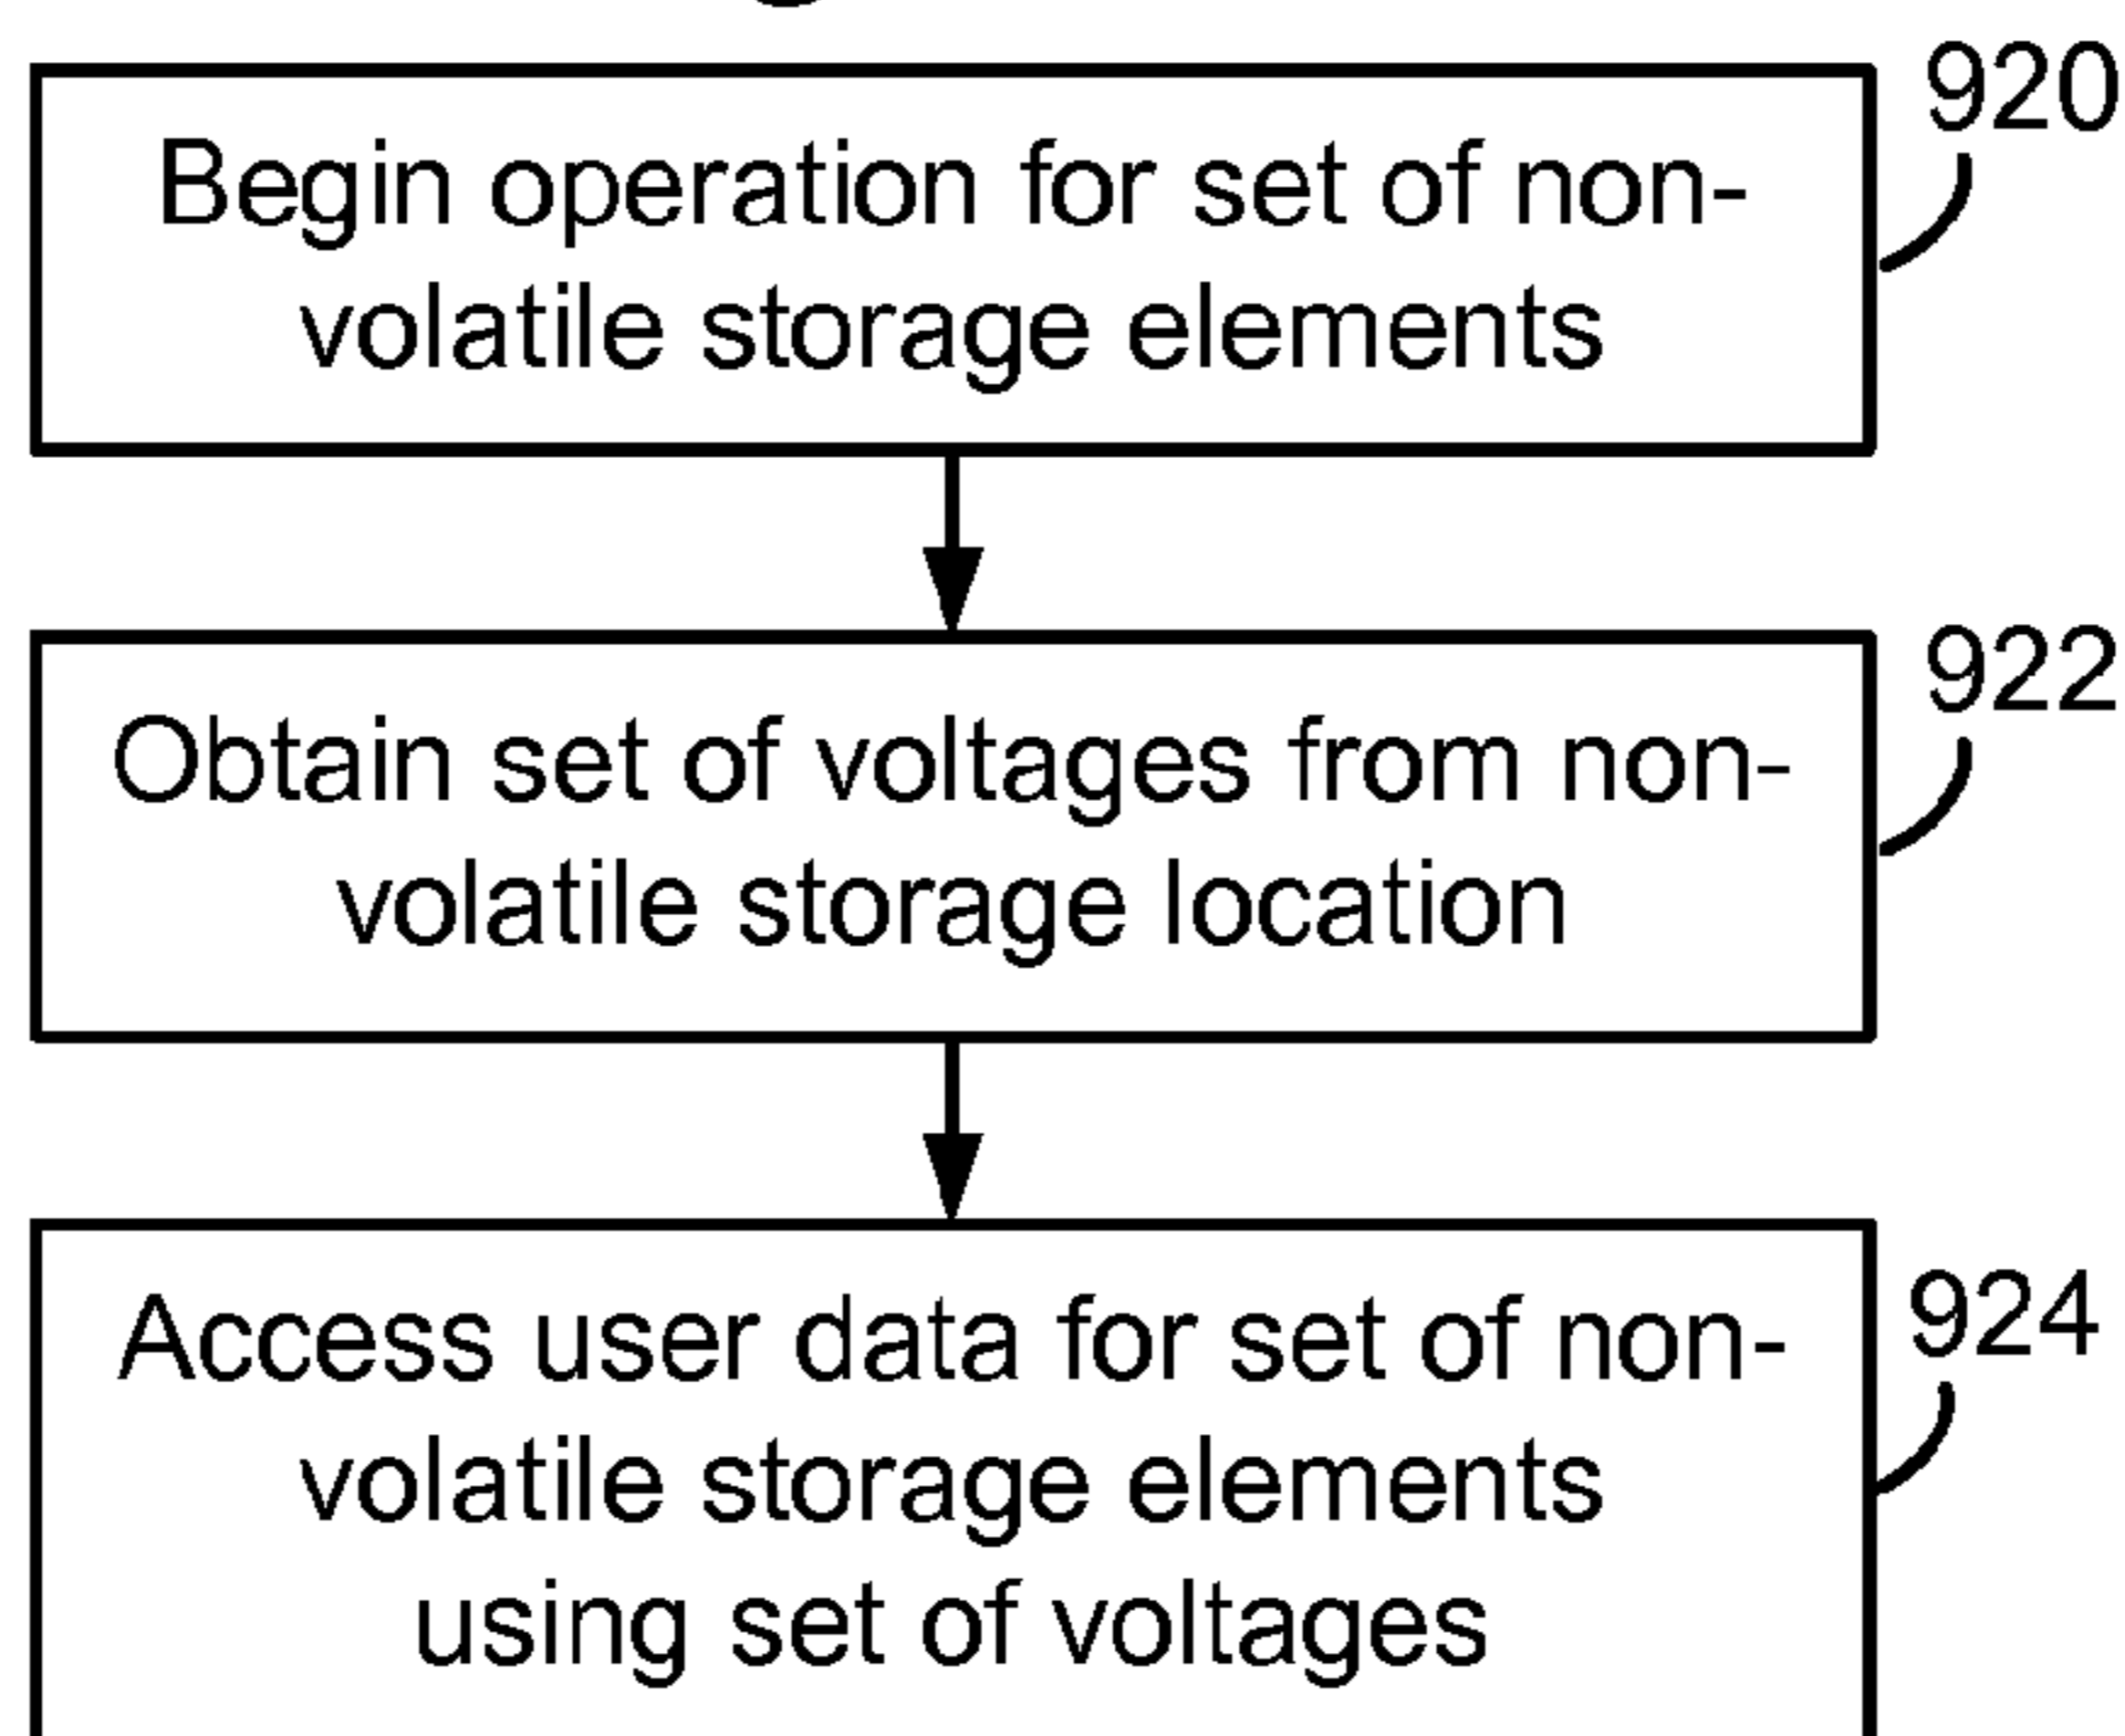 920
Begin operation for set of non-
volatile storage elements
922
Obtain set of voltages from non-
volatile storage location
924
Access user data for set of non-
volatile storage elements
using set of voltages